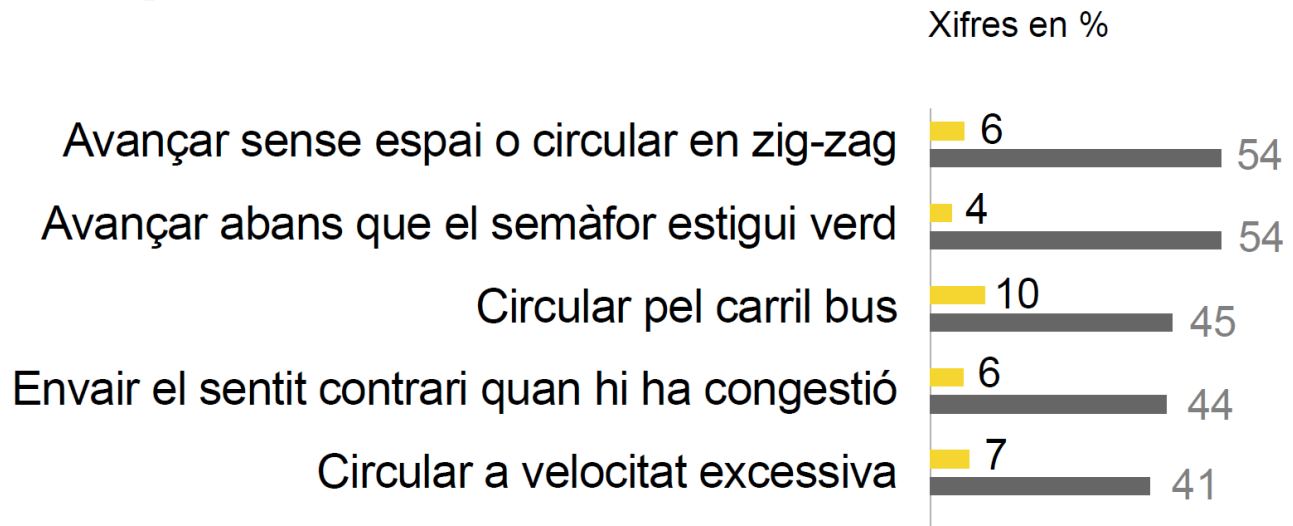 Xifres en %
Avançar sense espai o circular en zig-zag 6 54
Avançar abans que el semàfor estigui verd 4 54
Circular pel carril bus 10 45
Envair el sentit contrari quan hi ha congestió 6 44
Circular a velocitat excessiva 7 41